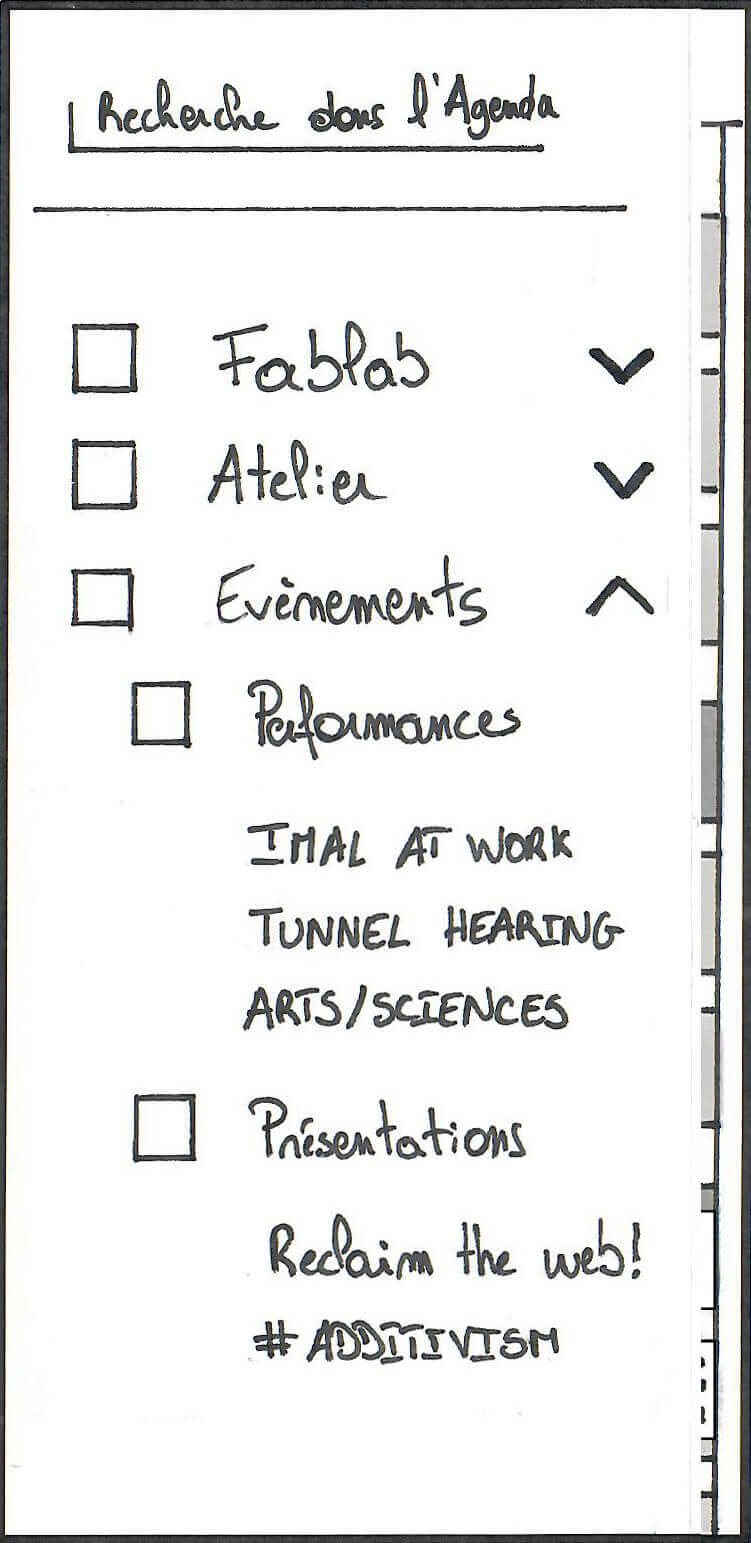 Recherche dans l'Agenda
Fablab
Atelier
Evènements
Performances
IMAL AT WORK
TUNNEL HEARING
ARTS/SCIENCES
Présentations
Reclaim the web!
#ADDITIVISM